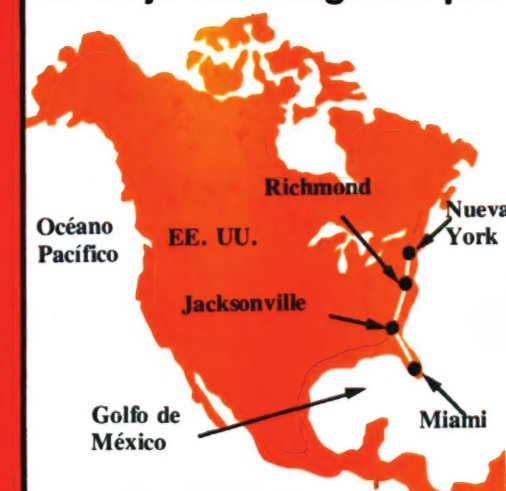 Richmond
Nueva
York
Océano
Pacífico
EE. UU.
Jacksonville
Golfo de
México
Miami